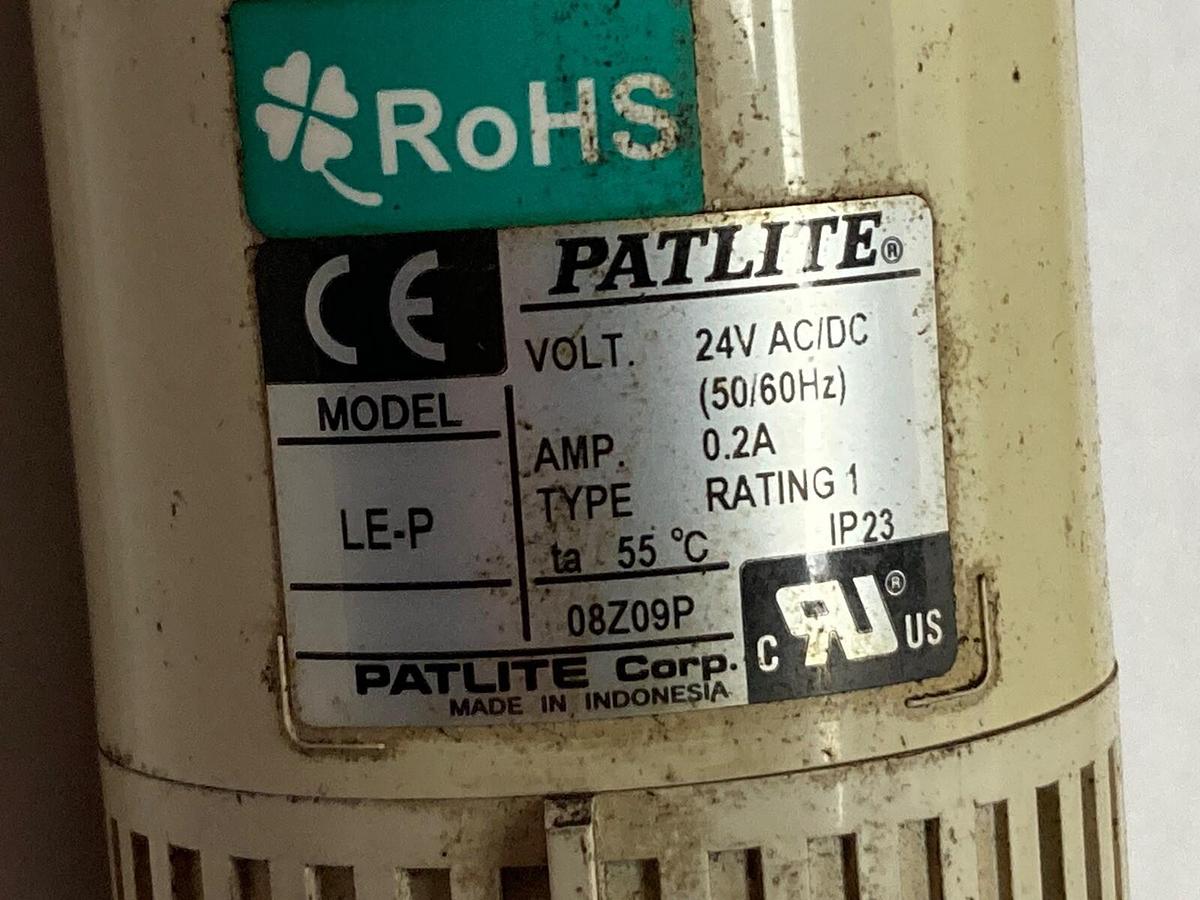 RoHS
CE
PATLITE®
VOLT. 24V AC/DC
(50/60Hz)
MODEL
AMP. 0.2A
TYPE RATING 1
LE-P
IP23
ta 55 °C
08Z09P
C RU® US
PATLITE Corp.
MADE IN INDONESIA